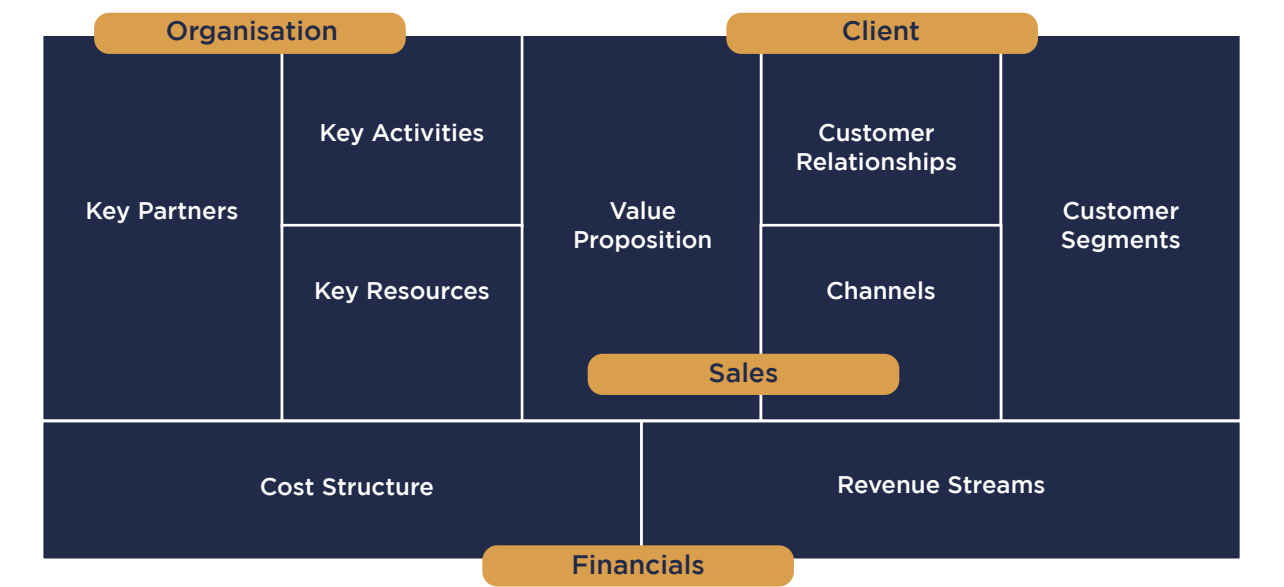 Organisation
Client
Key Activities
Customer
Relationships
Key Partners
Value
Proposition
Customer
Segments
Key Resources
Channels
Sales
Cost Structure
Revenue Streams
Financials